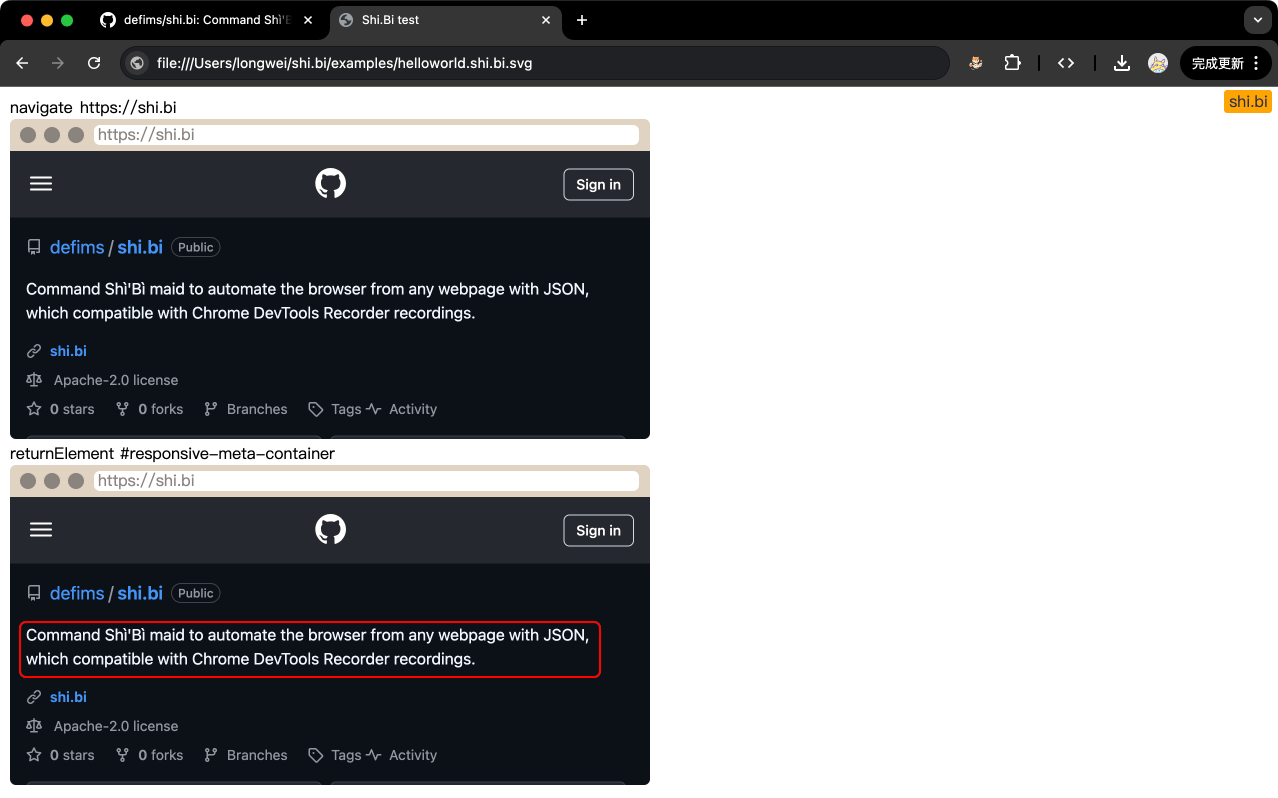 defims/shi.bi: Command Shì'B
Shi.Bi test
file:///Users/longwei/shi.bi/examples/helloworld.shi.bi.svg
完成更新
navigate https://shi.bi
shi.bi
https://shi.bi
Sign in
defims / shi.bi Public
Command Shì'Bì maid to automate the browser from any webpage with JSON,
which compatible with Chrome DevTools Recorder recordings.
shi.bi
Apache-2.0 license
0 stars 0 forks Branches Tags Activity
returnElement #responsive-meta-container
https://shi.bi
Sign in
defims / shi.bi Public
Command Shì'Bì maid to automate the browser from any webpage with JSON,
which compatible with Chrome DevTools Recorder recordings.
shi.bi
Apache-2.0 license
0 stars 0 forks Branches Tags Activity